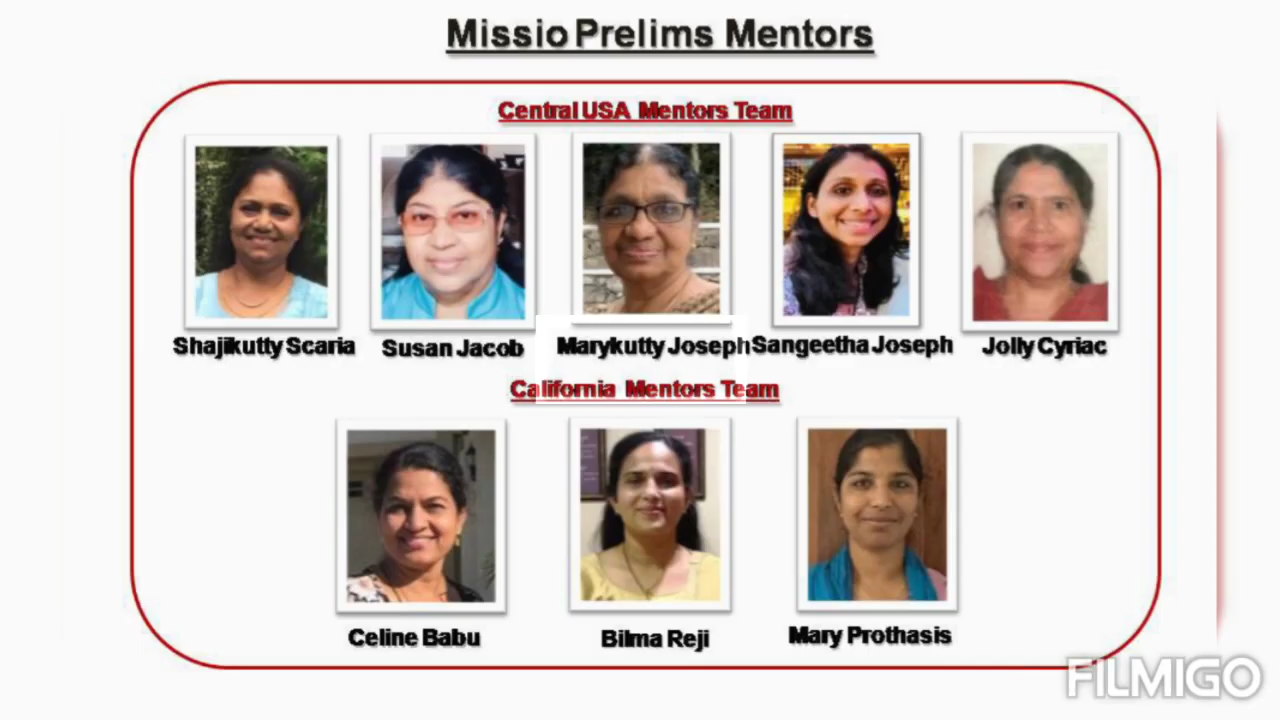 Missio Prelims Mentors
Central USA Mentors Team
Shajikutty Scaria
Susan Jacob
Marykutty Joseph
Sangeetha Joseph
Jolly Cyriac
California Mentors Team
Celine Babu
Bilma Reji
Mary Prothasis
FILMIGO